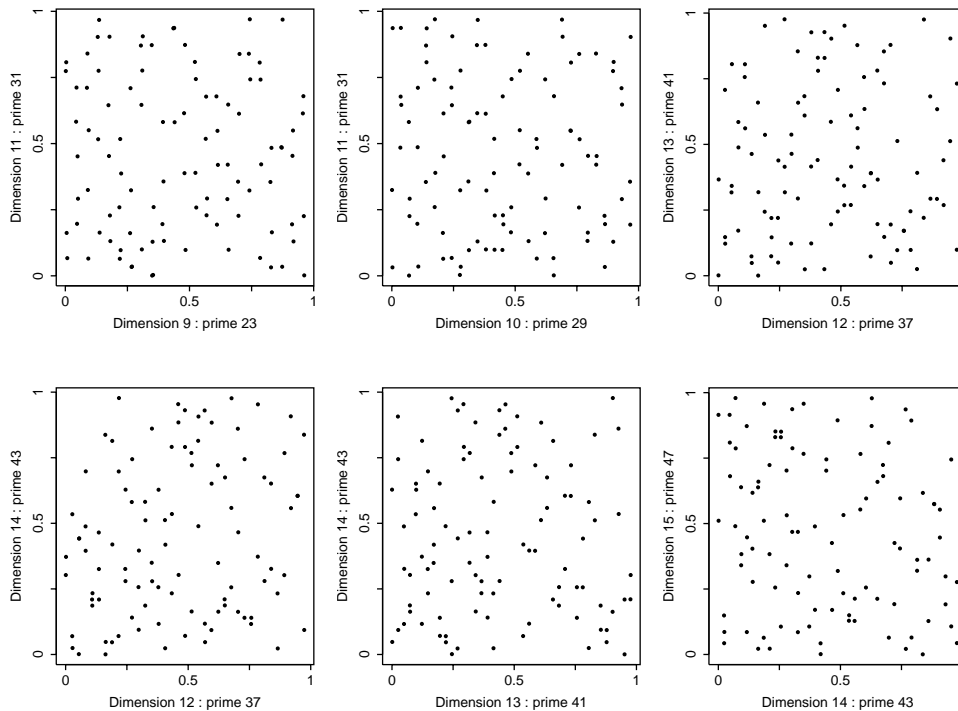 1
0.5
0
Dimension 11 : prime 31
0 0.5 1
Dimension 9 : prime 23
1
0.5
0
Dimension 11 : prime 31
0 0.5 1
Dimension 10 : prime 29
1
0.5
0
Dimension 13 : prime 41
0 0.5
Dimension 12 : prime 37
1
0.5
0
Dimension 14 : prime 43
0 0.5 1
Dimension 12 : prime 37
1
0.5
0
Dimension 14 : prime 43
0 0.5 1
Dimension 13 : prime 41
1
0.5
0
Dimension 15 : prime 47
0 0.5
Dimension 14 : prime 43